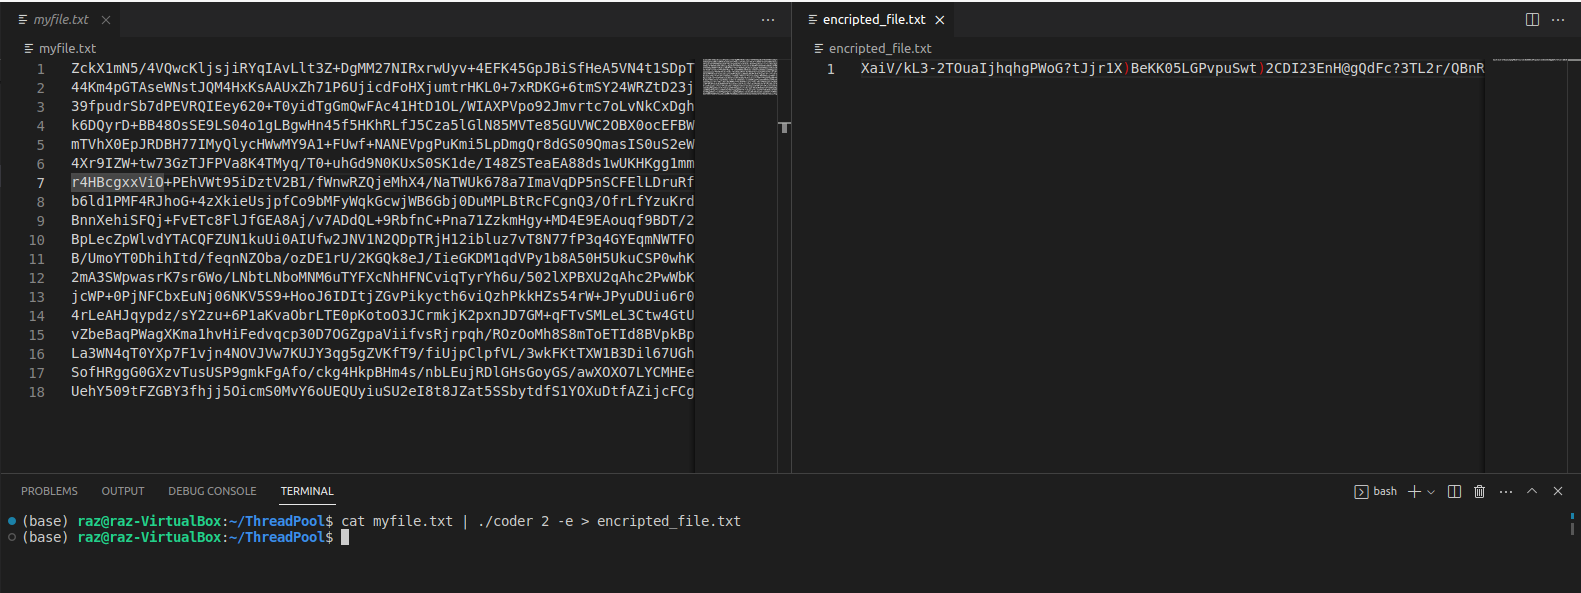 myfile.txt
encripted_file.txt
myfile.txt
encripted_file.txt
1 ZckX1mN5/4VQwcKljsjiRYqIAvLlt3Z+DgMM27NIRxrwUyv+4EFK45GpJBiSfHeA5VN4t1SDpT
2 44Km4pGTAseWNstJQM4HxKsAAUxZh71P6UjicdFoHXjumtrHKL0+7xRDKG+6tmSY24WRZtD23j
3 39fpudrSb7dPEVRQIEey620+T0yidTgGmQwFAc41HtD1OL/WIAXPVpo92Jmvrtc7oLvNkCxDgh
4 k6DQyrD+BB48OsSE9LS04o1gLBgwHn45f5HKhRLfJ5Cza5lGlN85MVTe85GUVWC2OBX0ocEFBW
5 mTVhX0EpJRDBH77IMyQlycHWwMY9A1+FUwf+NANEVpgPuKmi5LpDmgQr8dGS09QmasIS0uS2eW
6 4Xr9IZW+tw73GzTJFPVa8K4TMyq/T0+uhGd9N0KUxS0SK1de/I48ZSTeaEA88ds1wUKHKgg1mm
7 r4HBcgxxViO+PEhVWt95iDztV2B1/fWnwRZQjeMhX4/NaTWUk678a7ImaVqDP5nSCFElLDruRf
8 b6ld1PMF4RJhoG+4zXkieUsjpfCo9bMFyWqkGcwjWB6Gbj0DuMPLBtRcFCgnQ3/OfrLfYzuKrd
9 BnnXehiSFQj+FvETc8FlJfGEA8Aj/v7ADdQL+9RbfnC+Pna71ZzkmHgy+MD4E9EAouqf9BDT/2
10 BpLecZpWlvdYTACQFZUN1kuUi0AIUfw2JNV1N2QDpTRjH12ibluz7vT8N77fP3q4GYEqmNWTFO
11 B/UmoYT0DhihItd/feqnNZOba/ozDE1rU/2KGQk8eJ/IieGKDM1qdVPy1b8A50H5UkuCSP0whK
12 2mA3SWpwasrK7sr6Wo/LNbtLNboMNM6uTYFXcNhHFNCviqTyrYh6u/502lXPBXU2qAhc2PwWbK
13 jcWP+0PjNFCbxEuNj06NKV5S9+HooJ6IDItjZGvPikycth6viQzhPkkHZs54rW+JPyuDUiu6r0
14 4rLeAHJqypdz/sY2zu+6P1aKvaObrLTE0pKotoO3JCrmkjK2pxnJD7GM+qFTvSMLeL3Ctw4GtU
15 vZbeBaqPWagXKma1hvHiFedvqcp30D7OGZgpaViifvsRjrpqh/ROzOoMh8S8mToETId8BVpkBp
16 La3WN4qT0YXp7F1vjn4NOVJVw7KUJY3qg5gZVKfT9/fiUjpClpfVL/3wkFKtTXW1B3Dil67UGh
17 SofHRggG0GXzvTusUSP9gmkFgAfo/ckg4HkpBHm4s/nbLEujRDlGHsGoyGS/awXOXO7LYCMHEe
18 UehY509tFZGBY3fhjj5OicmS0MvY6oUEQUyiuSU2eI8t8JZat5SSbytdfS1YOXuDtfAZijcFCg
1 XaiV/kL3-2TOuaIjhqhgPWoG?tJjr1X)BeKK05LGPvpuSwt)2CDI23EnH@gQdFc?3TL2r/QBnR
PROBLEMS OUTPUT DEBUG CONSOLE TERMINAL
bash
(base) raz@raz-VirtualBox:~/ThreadPool$ cat myfile.txt | ./coder 2 -e > encripted_file.txt
(base) raz@raz-VirtualBox:~/ThreadPool$